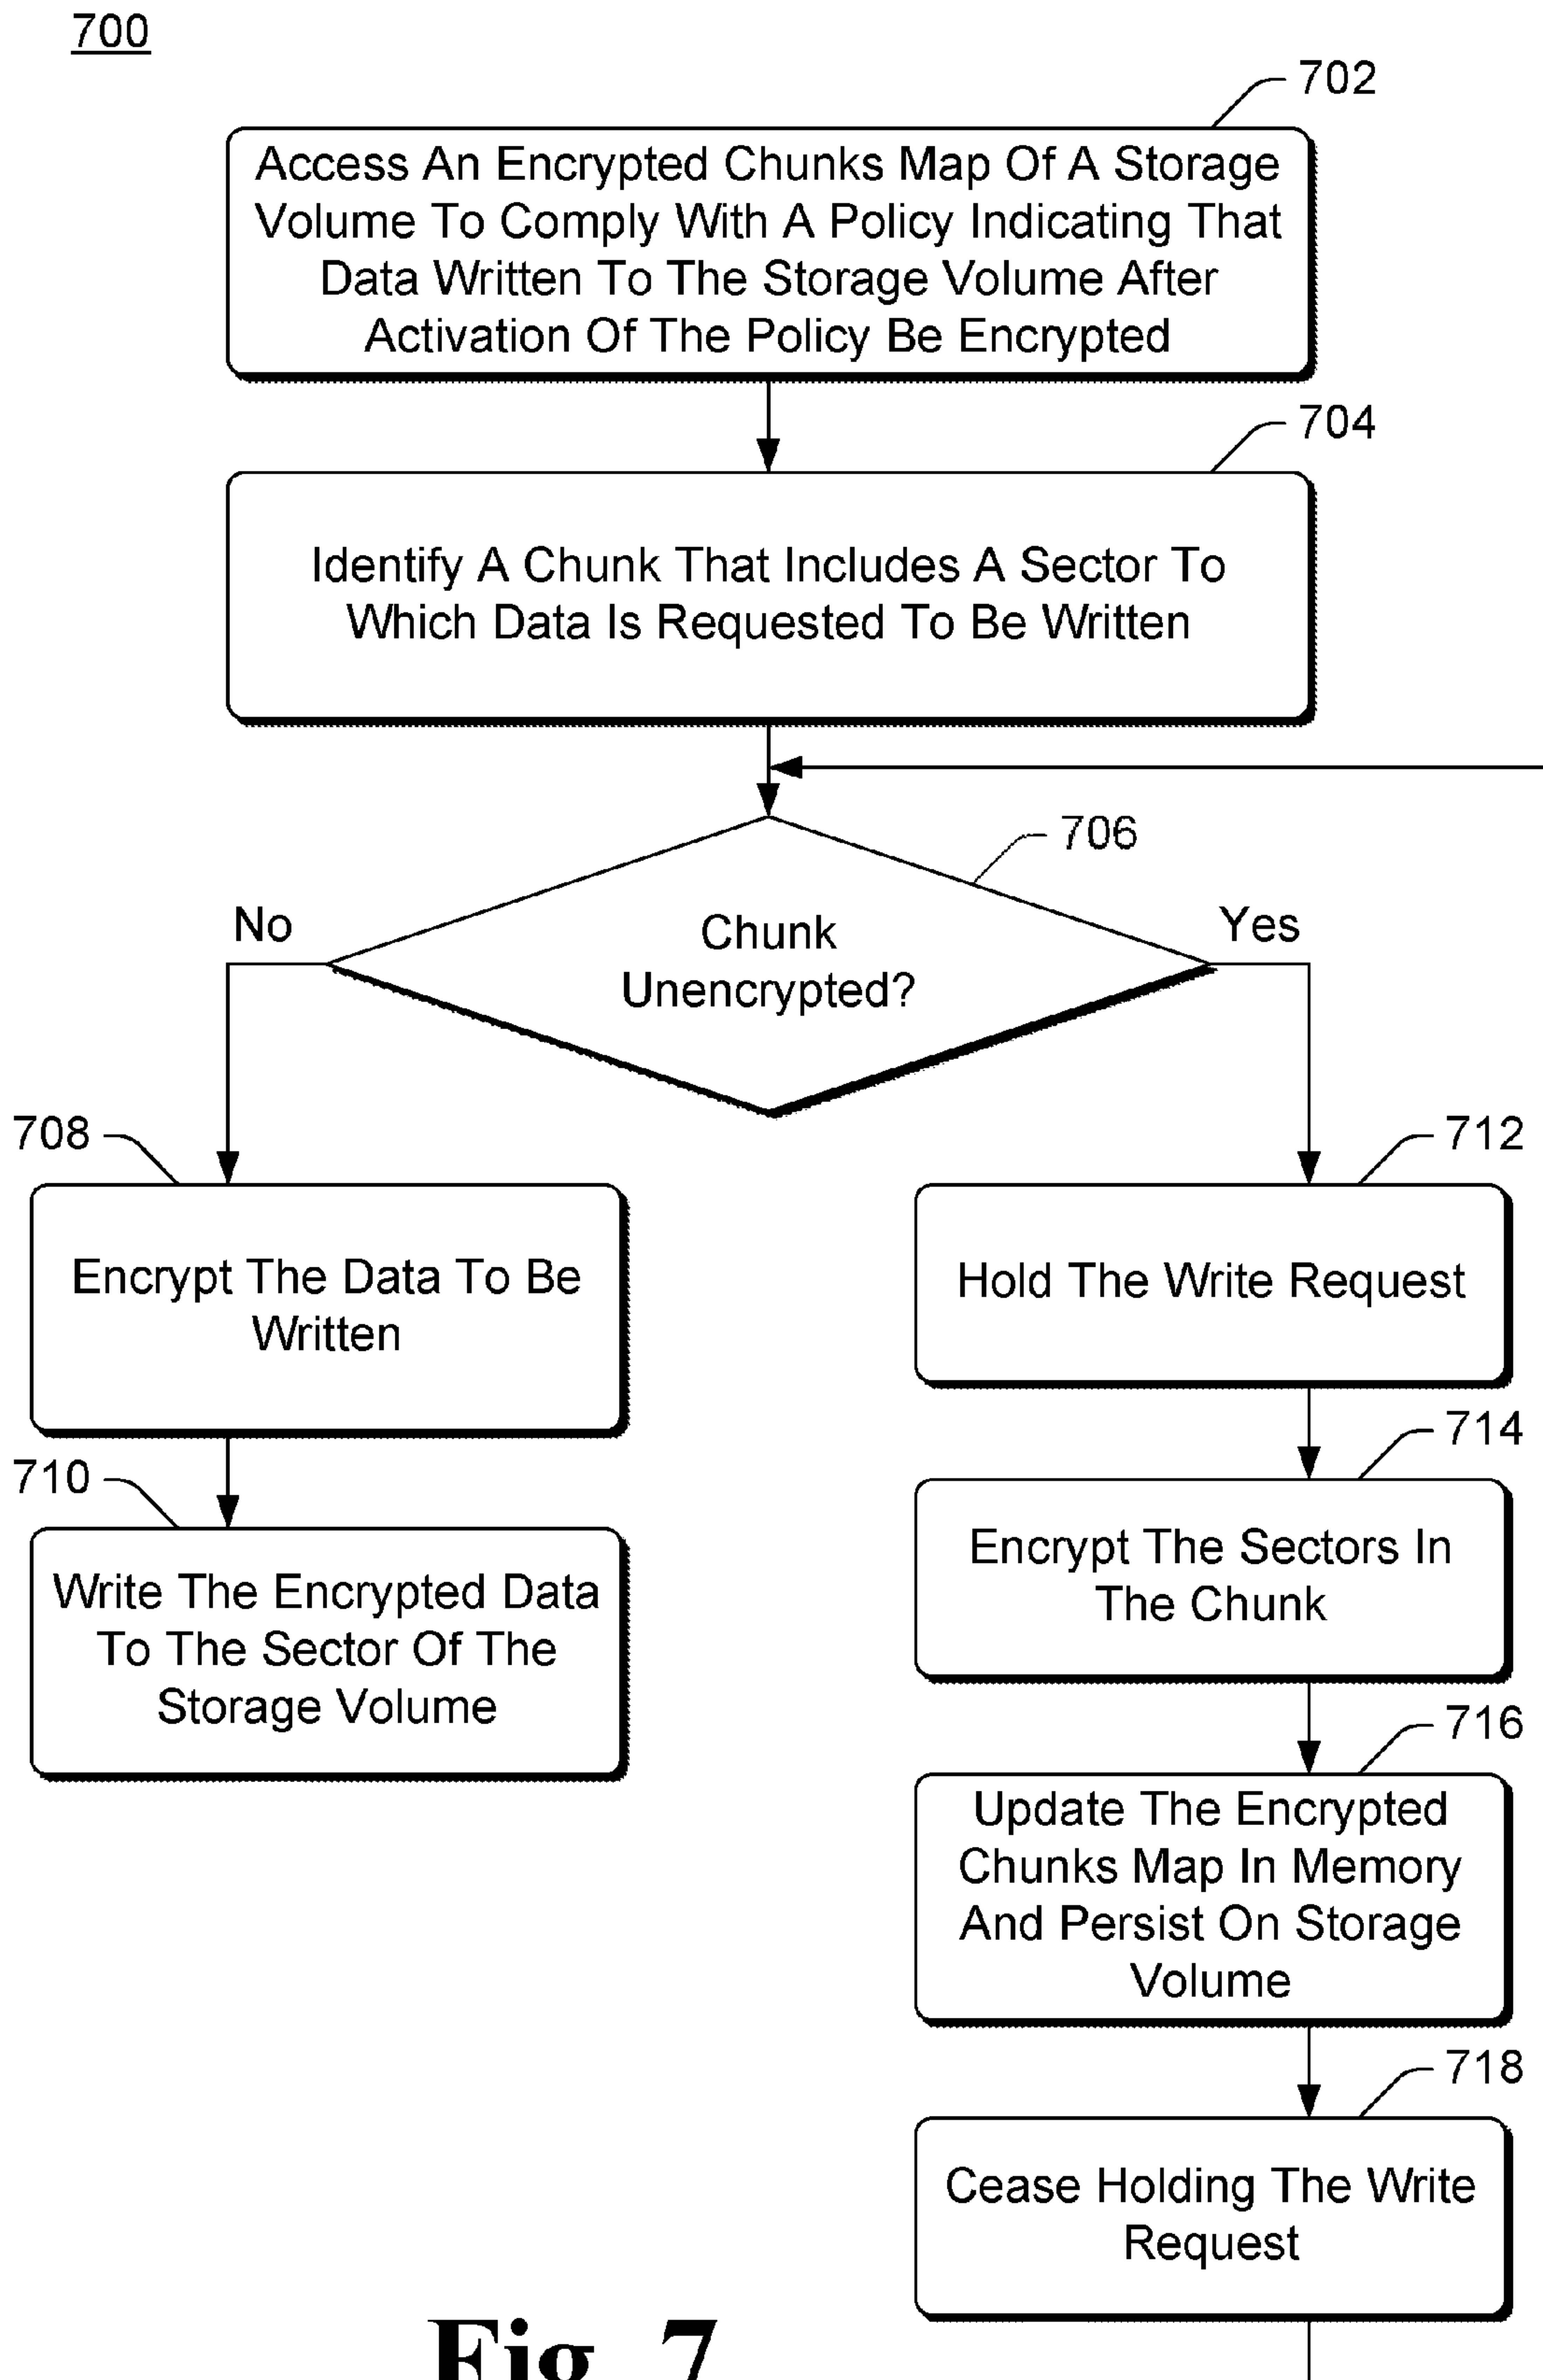 700
702
Access An Encrypted Chunks Map Of A Storage
Volume To Comply With A Policy Indicating That
Data Written To The Storage Volume After
Activation Of The Policy Be Encrypted
704
Identify A Chunk That Includes A Sector To
Which Data Is Requested To Be Written
706
Chunk
Unencrypted?
No
Yes
708
Encrypt The Data To Be
Written
710
Write The Encrypted Data
To The Sector Of The
Storage Volume
712
Hold The Write Request
714
Encrypt The Sectors In
The Chunk
716
Update The Encrypted
Chunks Map In Memory
And Persist On Storage
Volume
718
Cease Holding The Write
Request
Fig. 7